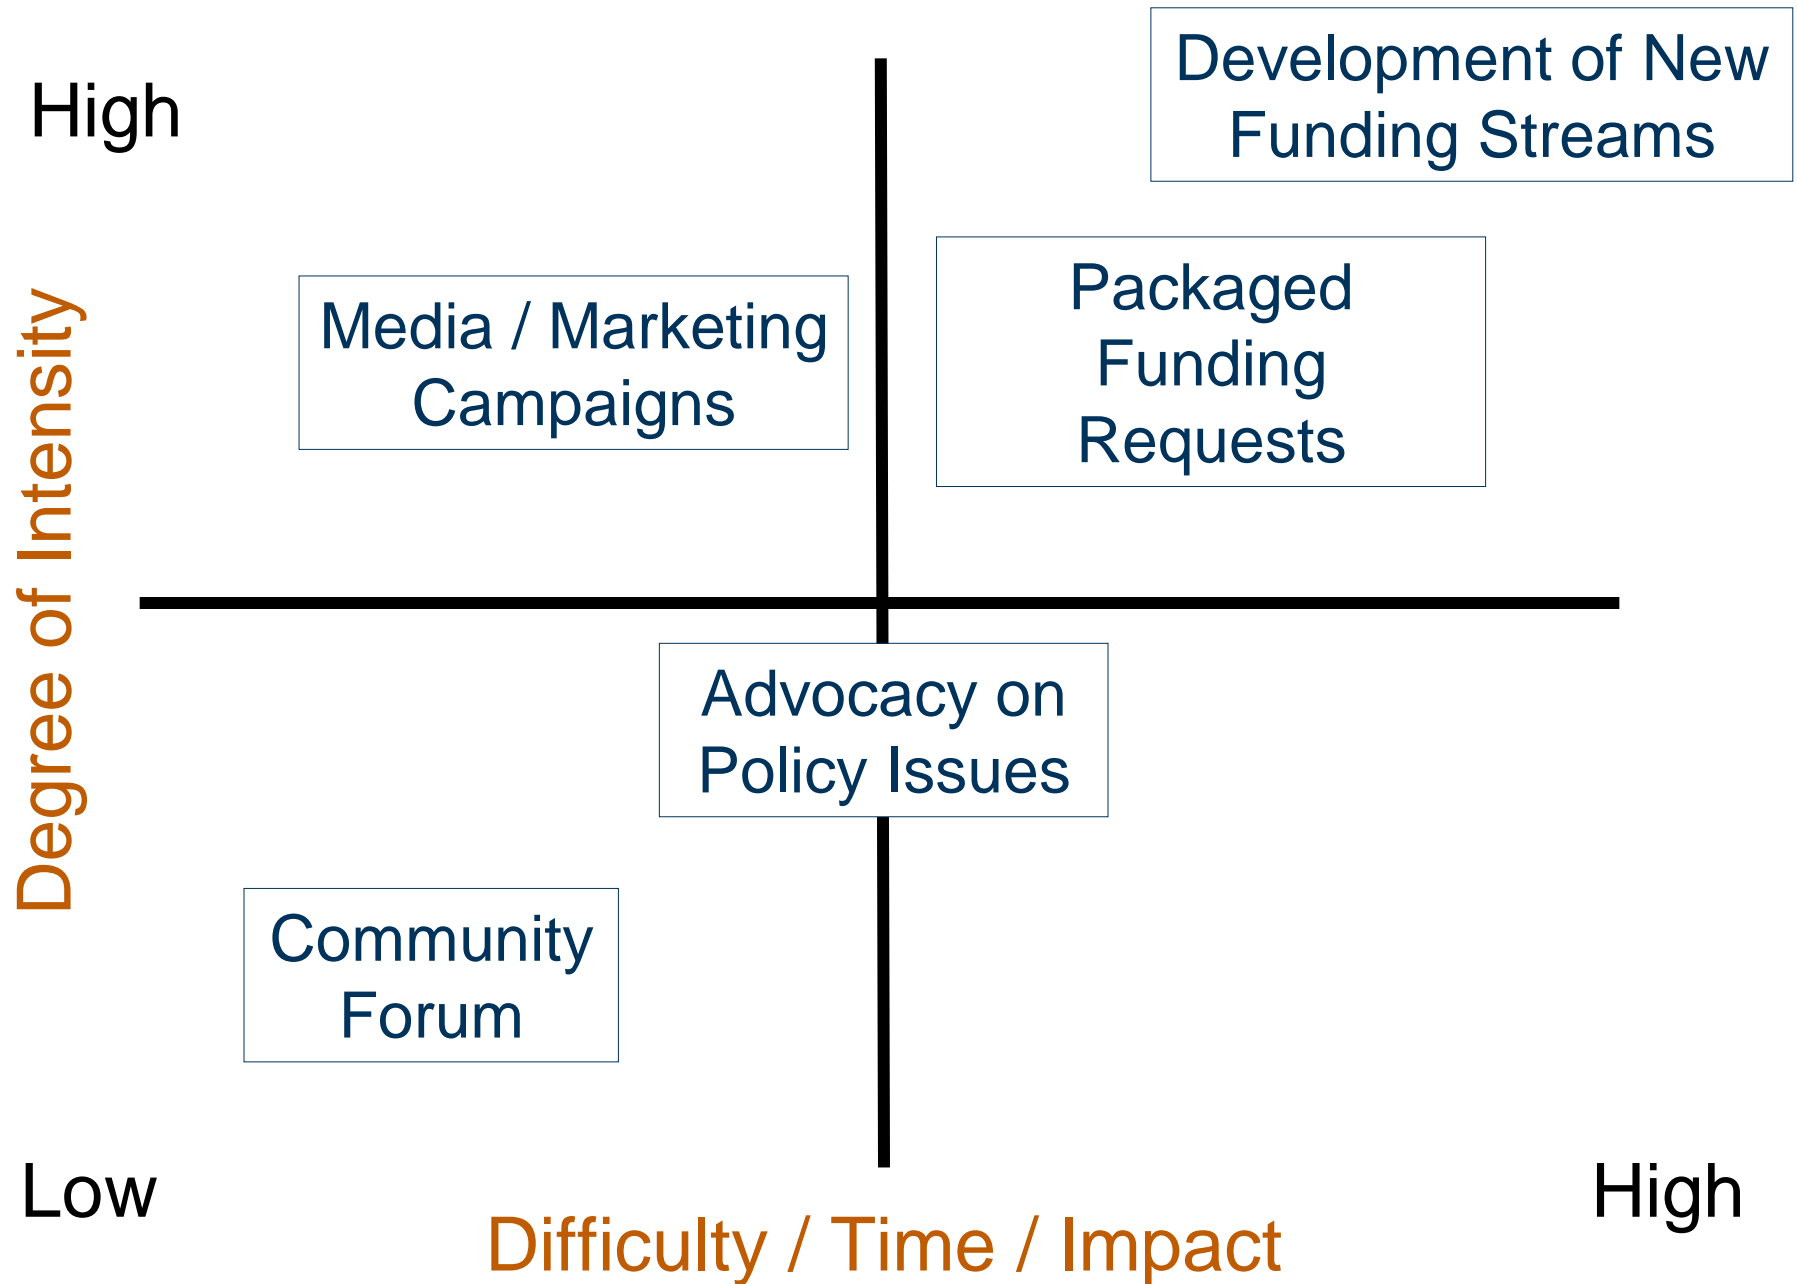 High
Development of New
Funding Streams
Media / Marketing
Campaigns
Packaged
Funding
Requests
Degree of Intensity
Advocacy on
Policy Issues
Community
Forum
Low
High
Difficulty / Time / Impact